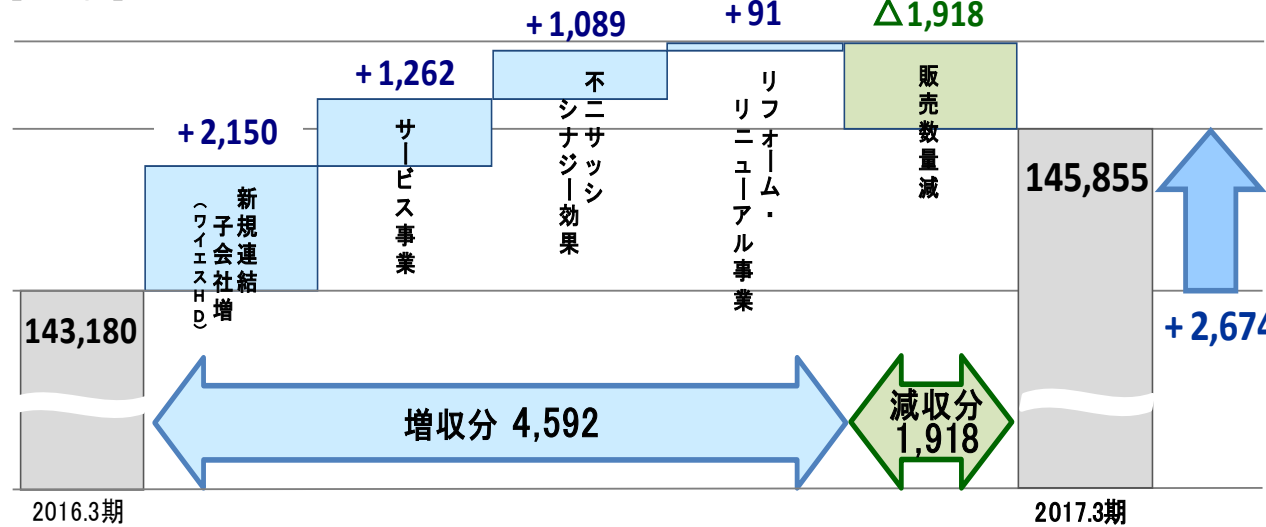 +2,150
+1,262
+1,089
+91
△1,918
新規連結
子会社増
（ワイエスHD）
サービス事業
不二サッシ
シナジー効果
リフォーム・
リニューアル事業
販売数量減
143,180
145,855
+2,674
増収分 4,592
減収分
1,918
2016.3期
2017.3期